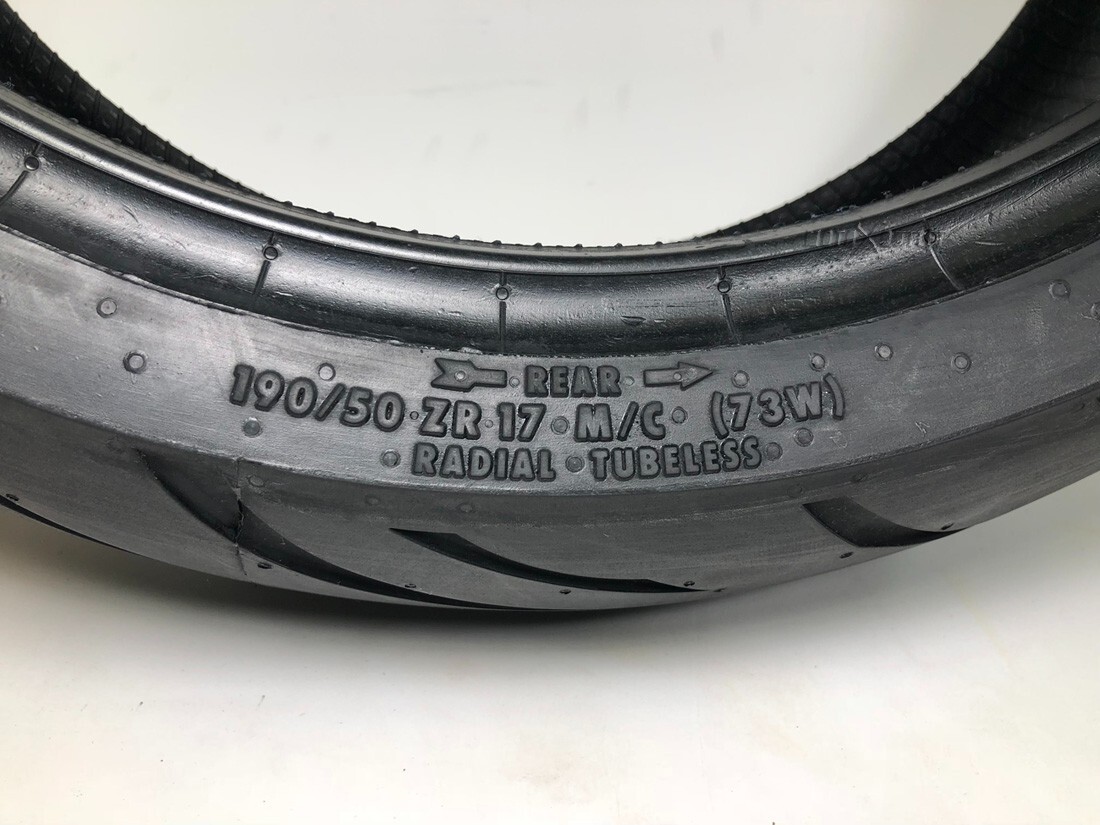 REAR
190/50 ZR 17 M/C (73W)
RADIAL TUBELESS